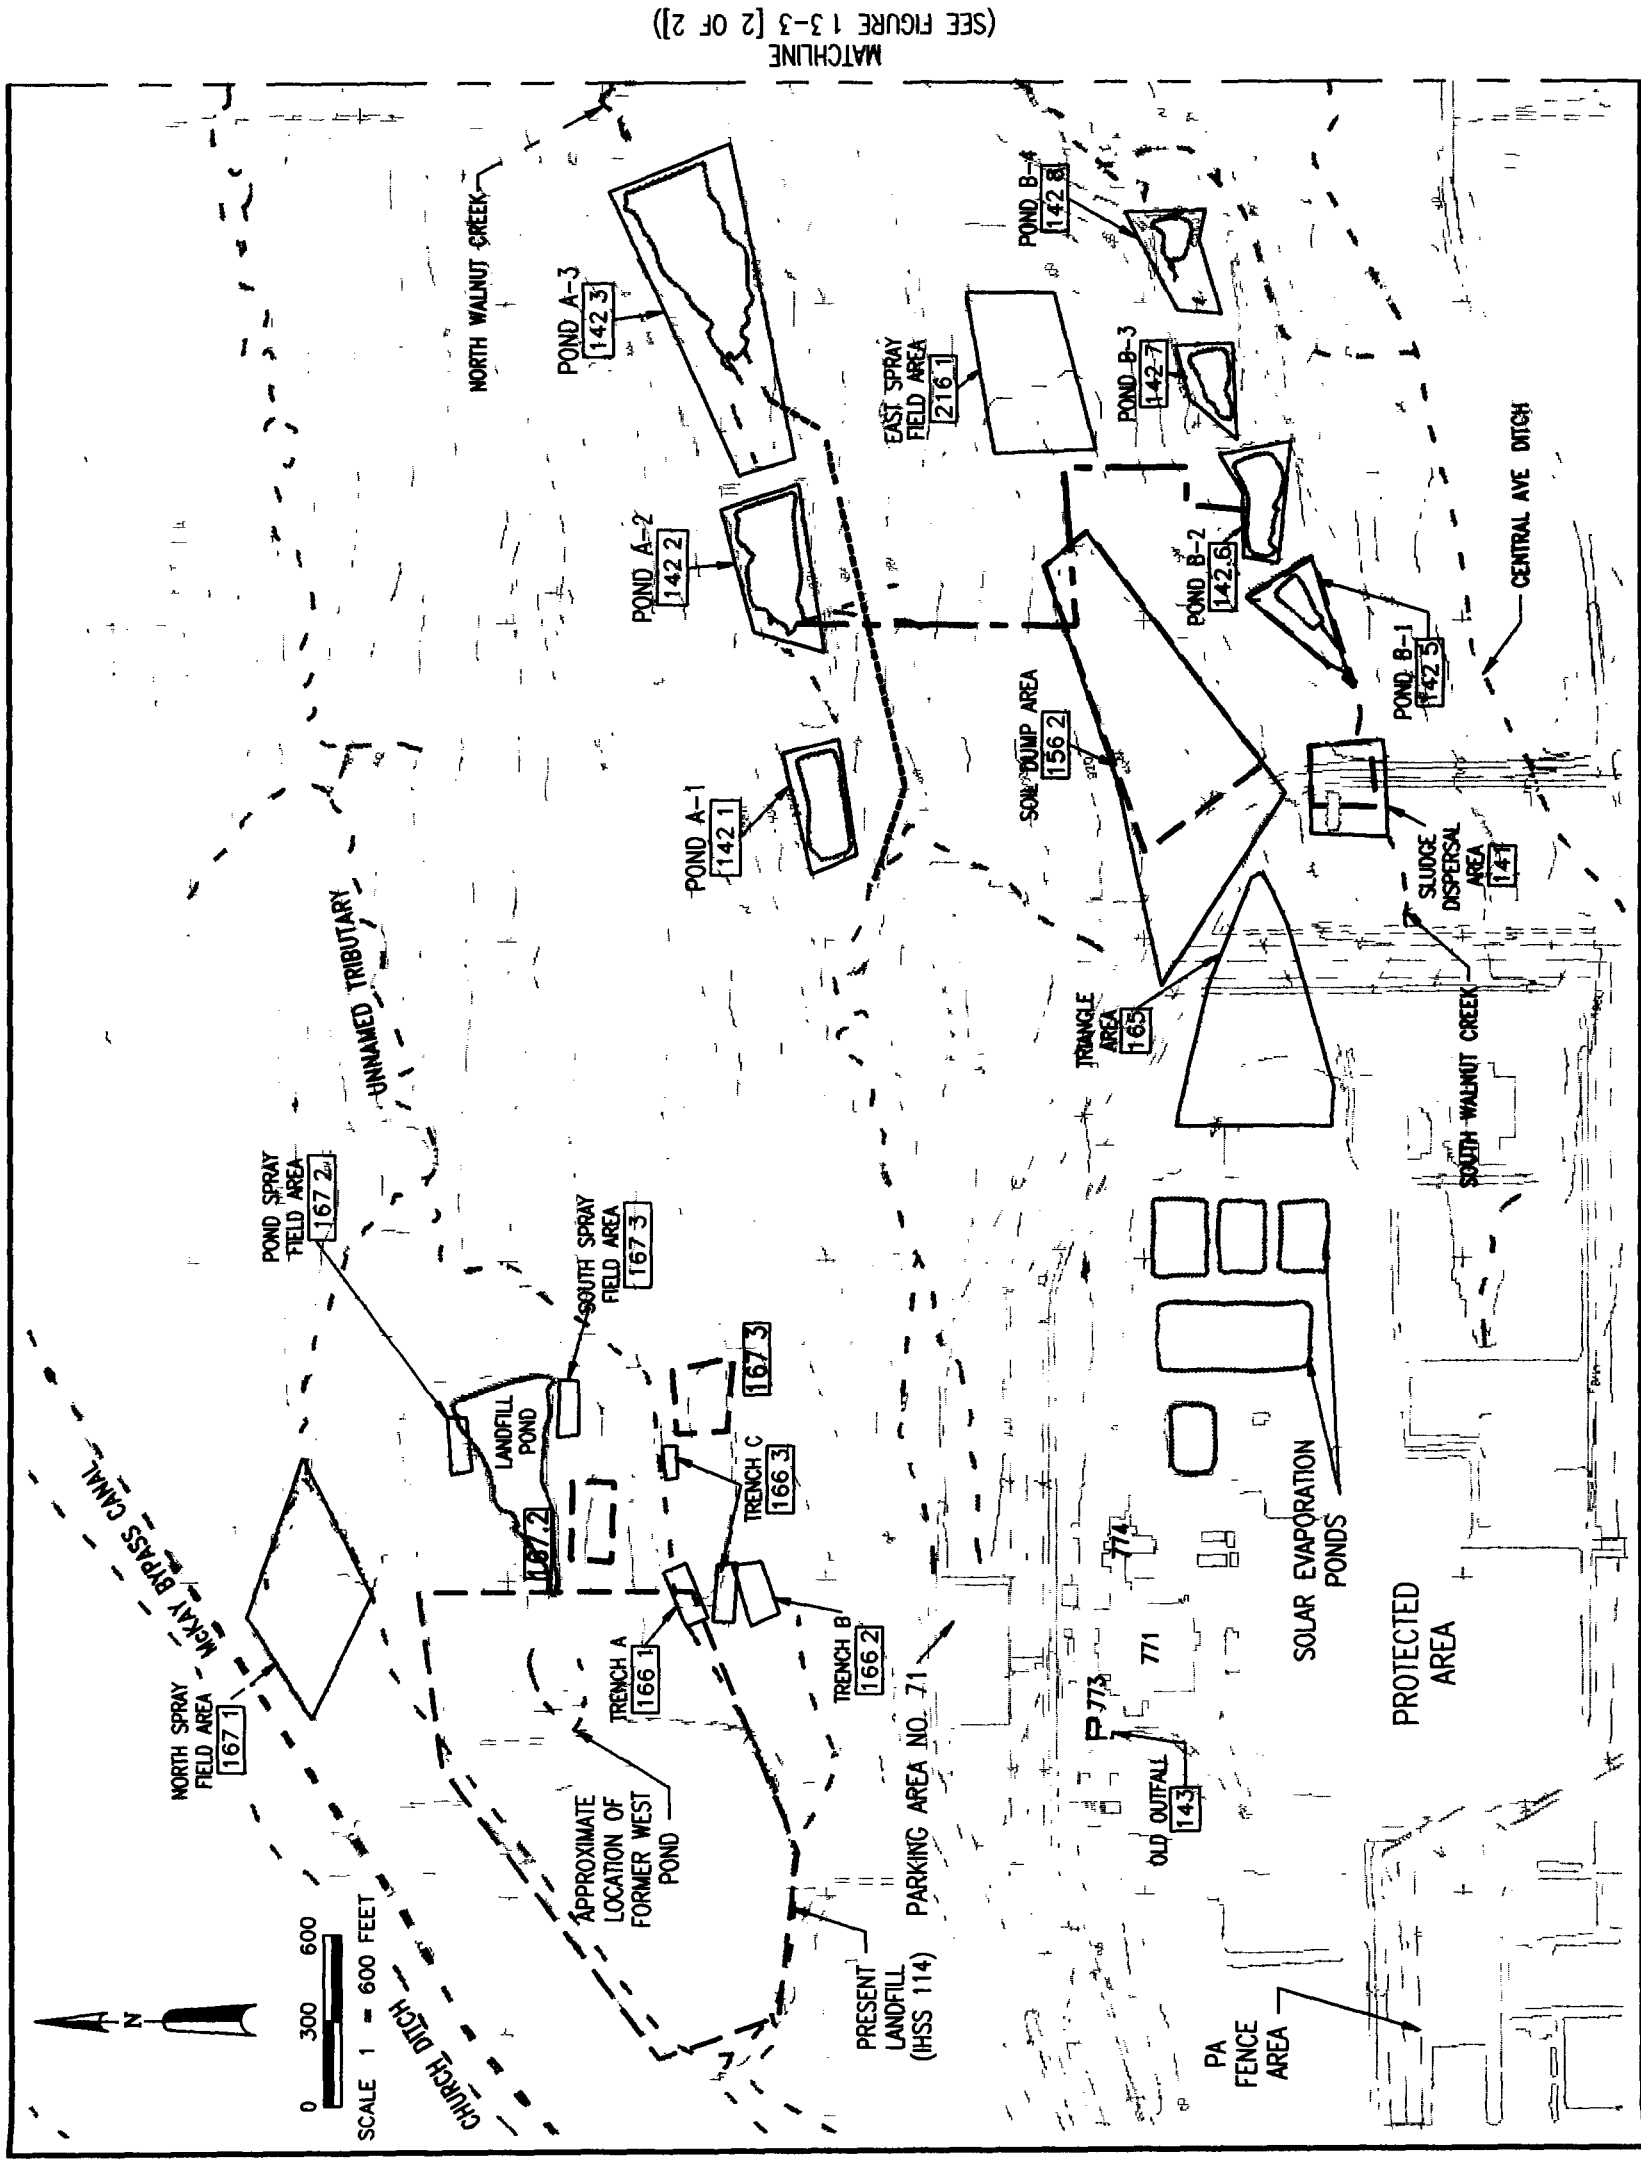 MATCHLINE
(SEE FIGURE 1 3-3 [2 OF 2])
N
0 300 600
SCALE 1 = 600 FEET
CHURCH DITCH
McKAY BYPASS CANAL
NORTH SPRAY
FIELD AREA
167 1
POND SPRAY
FIELD AREA
167 2
UNNAMED TRIBUTARY
NORTH WALNUT CREEK
LANDFILL
POND
SOUTH SPRAY
FIELD AREA
167 3
167.2
167 3
APPROXIMATE
LOCATION OF
FORMER WEST
POND
TRENCH A
166 1
TRENCH C
166.3
TRENCH B
166 2
POND A-1
142 1
POND A-2
142 2
POND A-3
142 3
PRESENT
LANDFILL
(IHSS 114)
PARKING AREA NO. 71
EAST SPRAY
FIELD AREA
216 1
SOIL DUMP AREA
156 2
TRIANGLE
AREA
165
POND B-4
142 8
POND B-3
142-7
POND B-2
142.6
POND B-1
142 5
OLD OUTFALL
143
773
771
774
SOLAR EVAPORATION
PONDS
SLUDGE
DISPERSAL
AREA
141
SOUTH WALNUT CREEK
CENTRAL AVE DITCH
PA
FENCE
AREA
PROTECTED
AREA